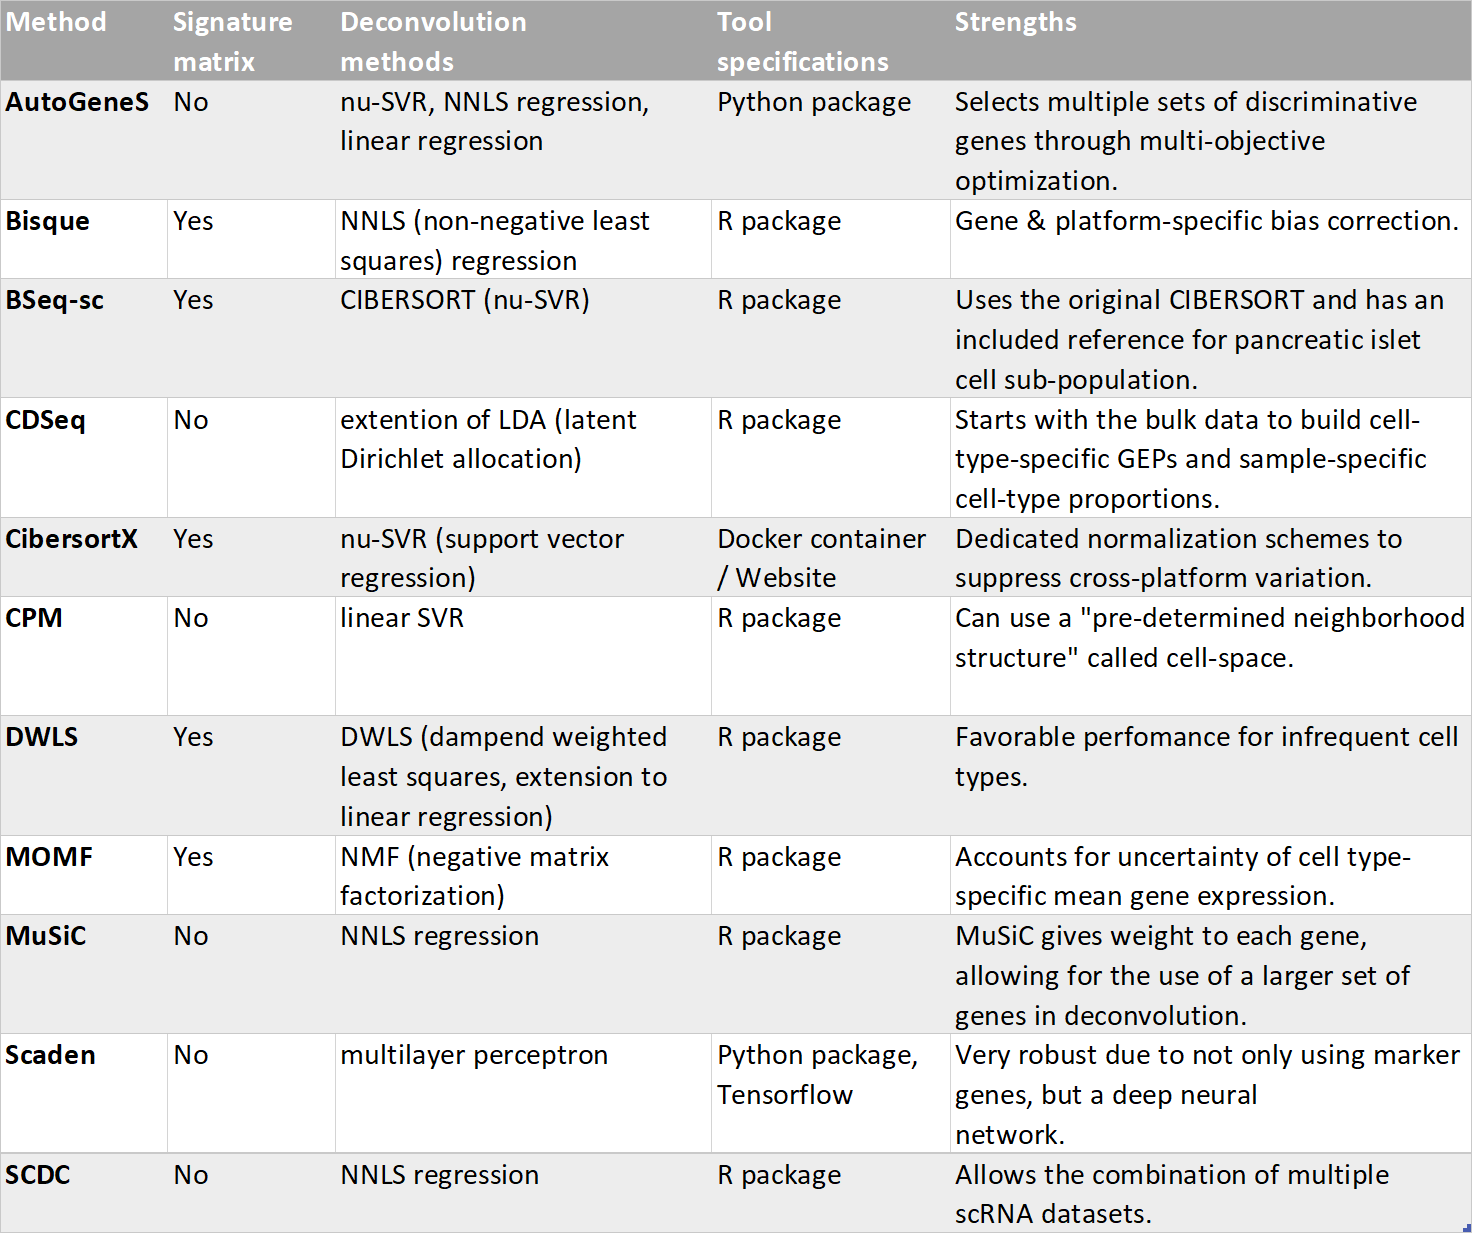 Method Signature matrix Deconvolution methods Tool specifications Strengths
AutoGeneS No nu-SVR, NNLS regression, linear regression Python package Selects multiple sets of discriminative genes through multi-objective optimization.
Bisque Yes NNLS (non-negative least squares) regression R package Gene & platform-specific bias correction.
BSeq-sc Yes CIBERSORT (nu-SVR) R package Uses the original CIBERSORT and has an included reference for pancreatic islet cell sub-population.
CDSeq No extention of LDA (latent Dirichlet allocation) R package Starts with the bulk data to build cell-type-specific GEPs and sample-specific cell-type proportions.
CibersortX Yes nu-SVR (support vector regression) Docker container / Website Dedicated normalization schemes to suppress cross-platform variation.
CPM No linear SVR R package Can use a "pre-determined neighborhood structure" called cell-space.
DWLS Yes DWLS (dampend weighted least squares, extension to linear regression) R package Favorable perfomance for infrequent cell types.
MOMF Yes NMF (negative matrix factorization) R package Accounts for uncertainty of cell type-specific mean gene expression.
MuSiC No NNLS regression R package MuSiC gives weight to each gene, allowing for the use of a larger set of genes in deconvolution.
Scaden No multilayer perceptron Python package, Tensorflow Very robust due to not only using marker genes, but a deep neural network.
SCDC No NNLS regression R package Allows the combination of multiple scRNA datasets.